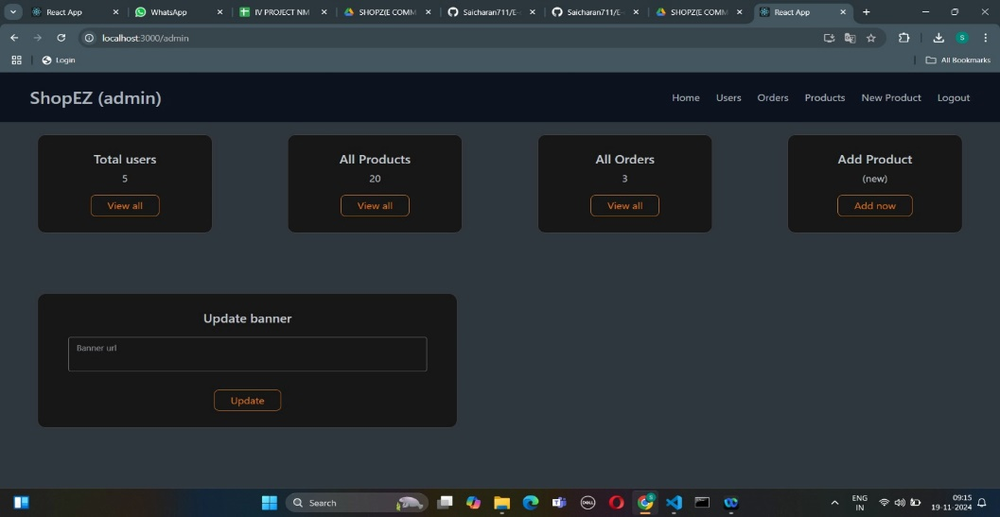 React App
WhatsApp
IV PROJECT NM
SHOPZ(E COMM
Saicharan711/E-
Saicharan711/E-
SHOPZ(E COMM
React App
localhost:3000/admin
S
Login
All Bookmarks
ShopEZ (admin)
Home Users Orders Products New Product Logout
Total users
5
View all
All Products
20
View all
All Orders
3
View all
Add Product
(new)
Add now
Update banner
Banner url
Update
Search
DELL
ENG
IN
09:15
19-11-2024